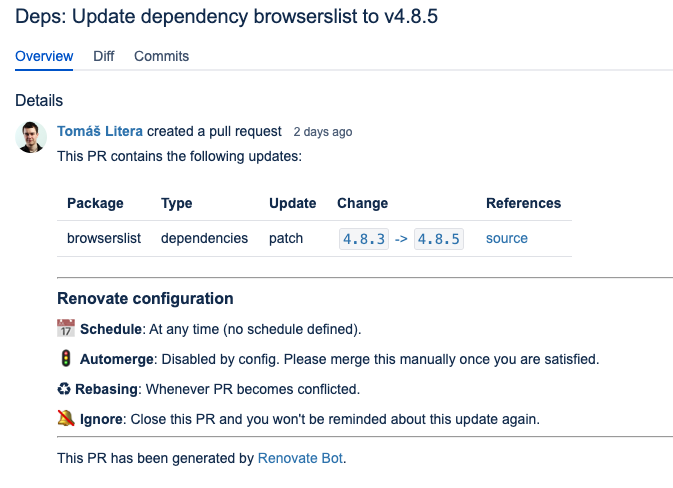 Deps: Update dependency browserslist to v4.8.5
Overview Diff Commits
Details
Tomáš Litera created a pull request 2 days ago
This PR contains the following updates:
Package Type Update Change References
browserslist dependencies patch 4.8.3 -> 4.8.5 source
Renovate configuration
17 Schedule: At any time (no schedule defined).
Automerge: Disabled by config. Please merge this manually once you are satisfied.
Rebasing: Whenever PR becomes conflicted.
Ignore: Close this PR and you won't be reminded about this update again.
This PR has been generated by Renovate Bot.